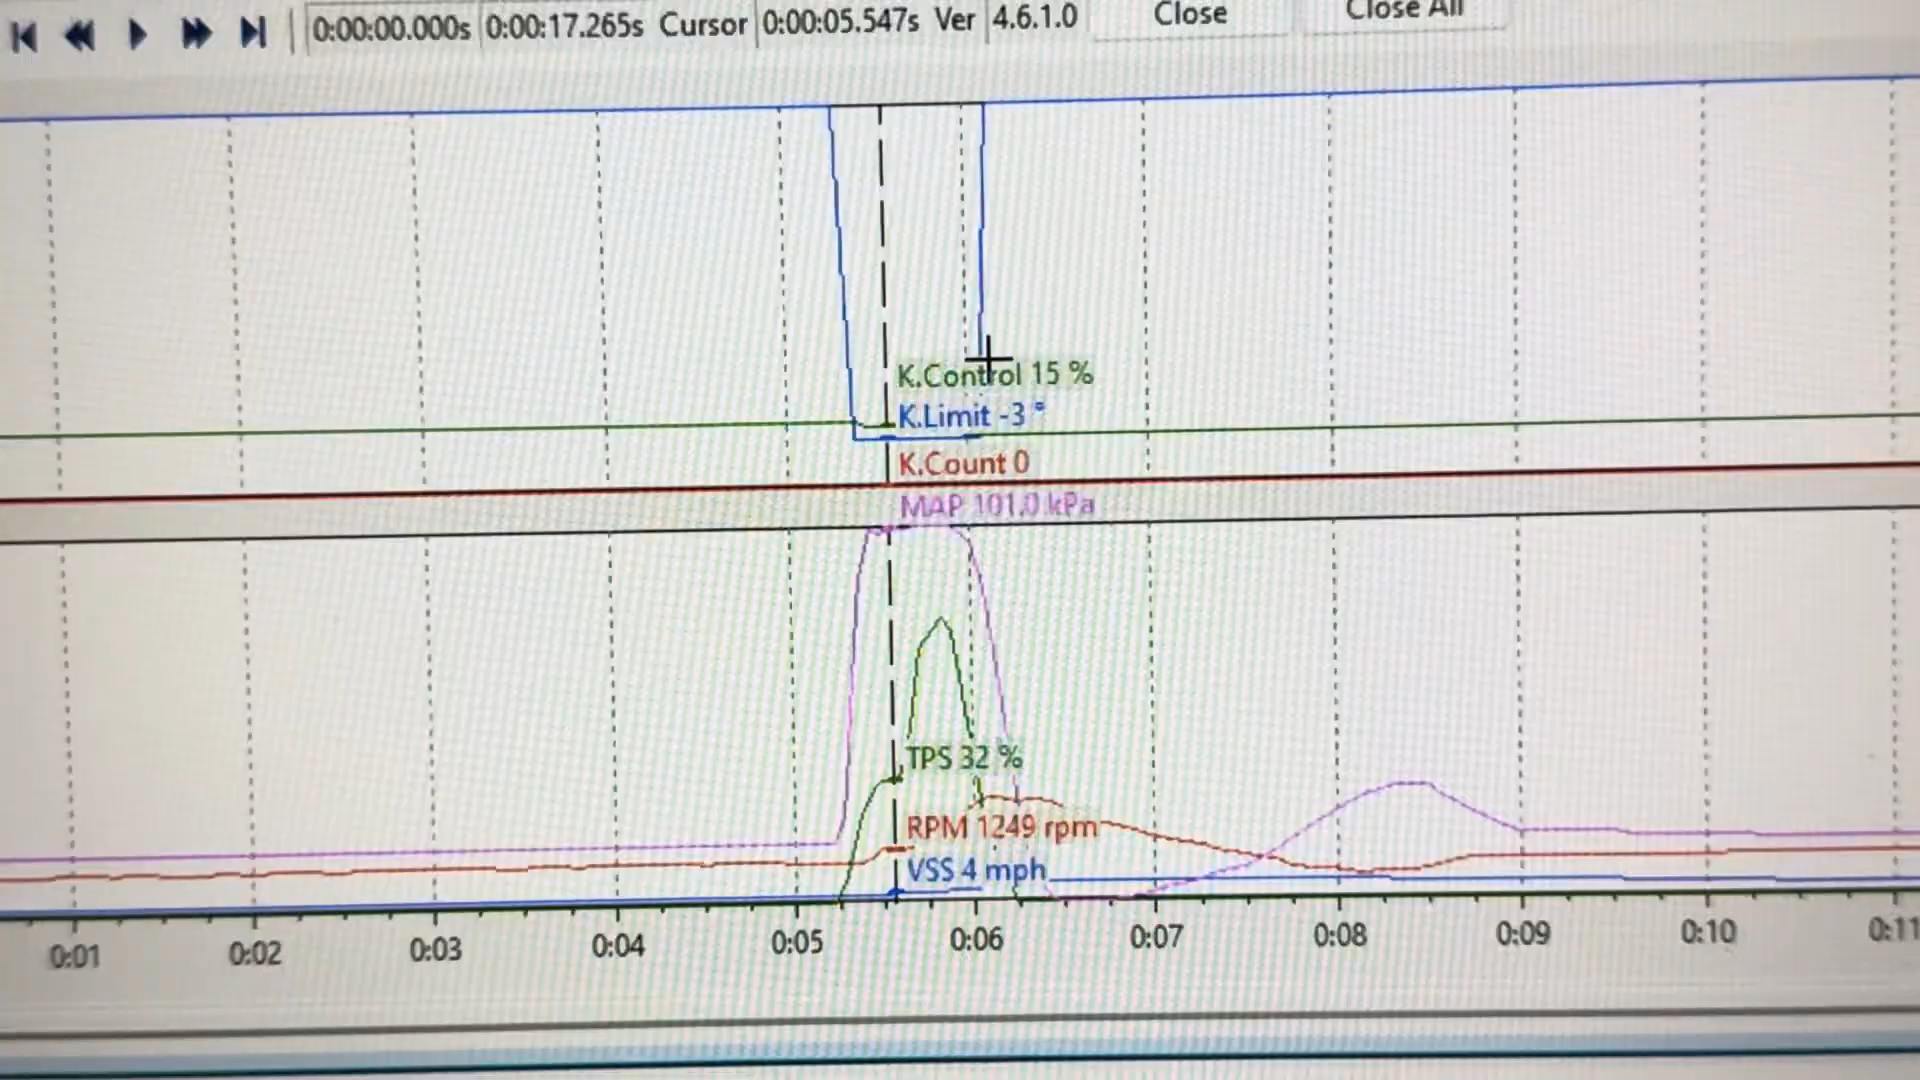 0:00:00.000s 0:00:17.265s Cursor 0:00:05.547s Ver 4.6.1.0 Close Close All
K.Control 15 %
K.Limit -3 °
K.Count 0
MAP 101.0 kPa
TPS 32 %
RPM 1249 rpm
VSS 4 mph
0:01 0:02 0:03 0:04 0:05 0:06 0:07 0:08 0:09 0:10 0:11